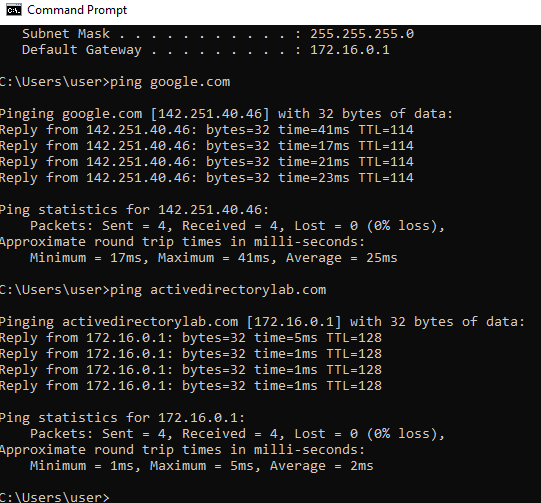 Command Prompt
Subnet Mask . . . . . . . . . . . : 255.255.255.0
Default Gateway . . . . . . . . . : 172.16.0.1
C:\Users\user>ping google.com
Pinging google.com [142.251.40.46] with 32 bytes of data:
Reply from 142.251.40.46: bytes=32 time=41ms TTL=114
Reply from 142.251.40.46: bytes=32 time=17ms TTL=114
Reply from 142.251.40.46: bytes=32 time=21ms TTL=114
Reply from 142.251.40.46: bytes=32 time=23ms TTL=114
Ping statistics for 142.251.40.46:
Packets: Sent = 4, Received = 4, Lost = 0 (0% loss),
Approximate round trip times in milli-seconds:
Minimum = 17ms, Maximum = 41ms, Average = 25ms
C:\Users\user>ping activedirectorylab.com
Pinging activedirectorylab.com [172.16.0.1] with 32 bytes of data:
Reply from 172.16.0.1: bytes=32 time=5ms TTL=128
Reply from 172.16.0.1: bytes=32 time=1ms TTL=128
Reply from 172.16.0.1: bytes=32 time=1ms TTL=128
Reply from 172.16.0.1: bytes=32 time=1ms TTL=128
Ping statistics for 172.16.0.1:
Packets: Sent = 4, Received = 4, Lost = 0 (0% loss),
Approximate round trip times in milli-seconds:
Minimum = 1ms, Maximum = 5ms, Average = 2ms
C:\Users\user>